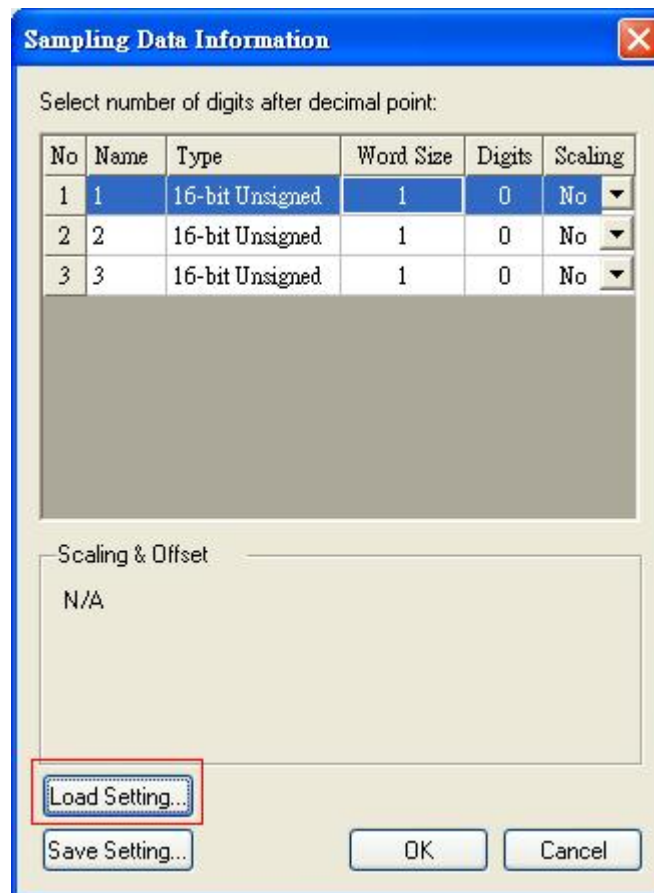 Sampling Data Information
Select number of digits after decimal point:
No Name Type Word Size Digits Scaling
1 1 16-bit Unsigned 1 0 No
2 2 16-bit Unsigned 1 0 No
3 3 16-bit Unsigned 1 0 No
Scaling & Offset
N/A
Load Setting...
Save Setting... OK Cancel